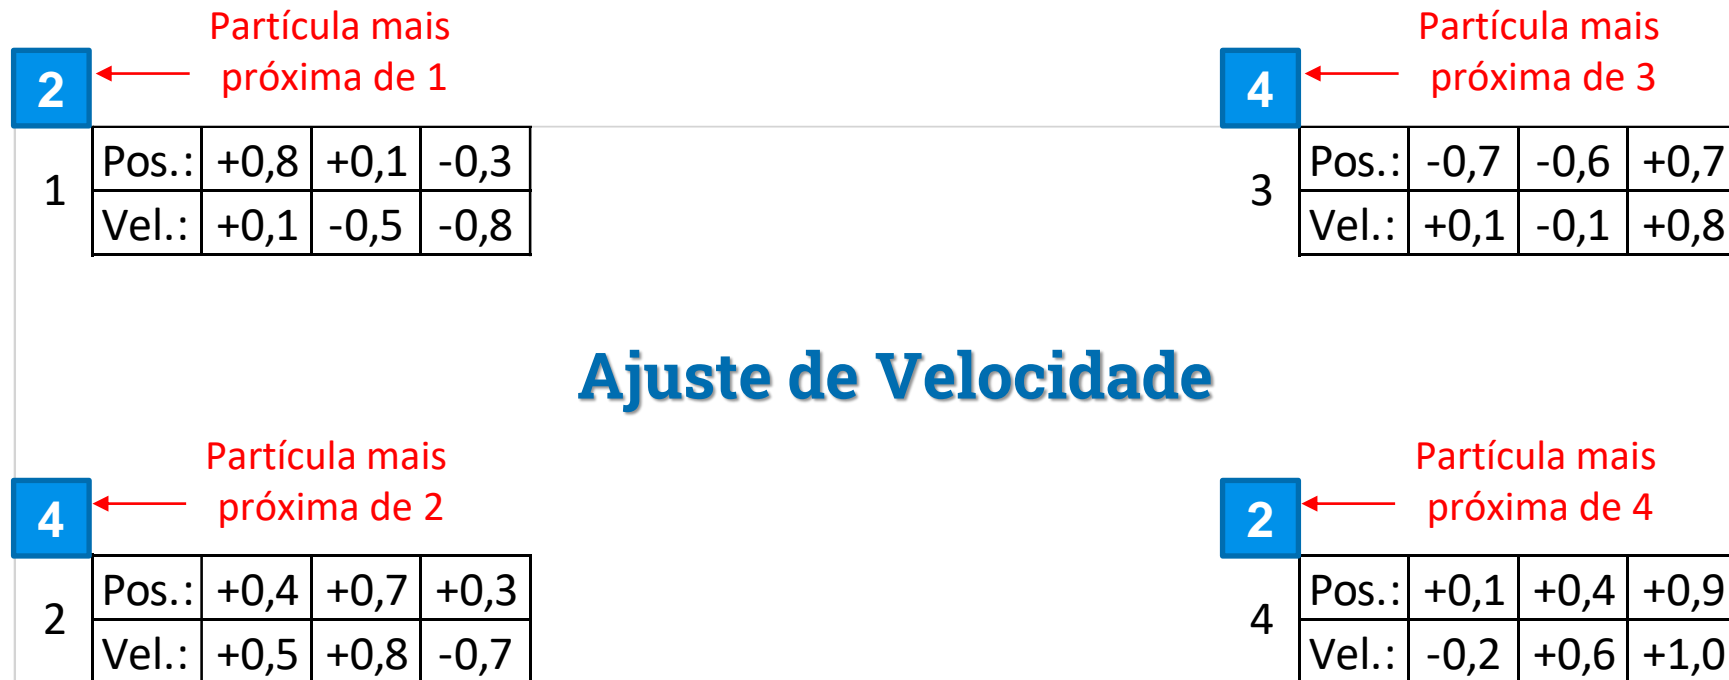 Partícula mais
próxima de 1
2
1
Pos.: +0,8 +0,1 -0,3
Vel.: +0,1 -0,5 -0,8
Partícula mais
próxima de 3
4
3
Pos.: -0,7 -0,6 +0,7
Vel.: +0,1 -0,1 +0,8
Ajuste de Velocidade
Partícula mais
próxima de 2
4
2
Pos.: +0,4 +0,7 +0,3
Vel.: +0,5 +0,8 -0,7
Partícula mais
próxima de 4
2
4
Pos.: +0,1 +0,4 +0,9
Vel.: -0,2 +0,6 +1,0